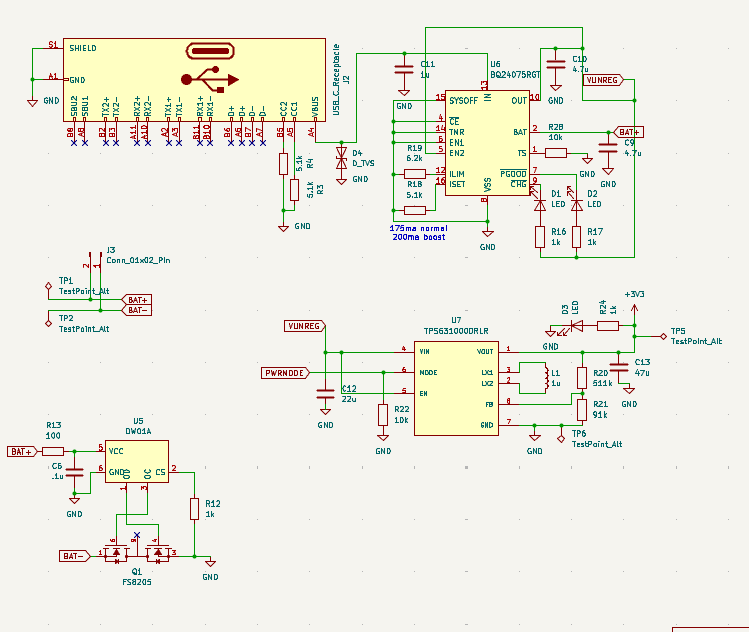 S1
SHIELD
A1
GND
GND
SBU2
SBU1
TX2+
TX2-
RX2+
RX2-
TX1+
TX1-
RX1+
RX1-
D+
D+
D-
D-
CC2
CC1
VBUS
B8
A8
B2
B3
A11
A10
A2
A3
B11
B10
B6
A6
B7
A7
B5
A5
A4
USB_C_Receptacle
J2
5.1k
R4
5.1k
R3
GND
D4
D_TVS
GND
C11
1u
GND
U6
BQ24075RGT
13
IN
15
SYSOFF
OUT
10
4
CE
14
TMR
6
EN1
5
EN2
BAT
2
TS
1
12
ILIM
16
ISET
PGOOD
7
CHG
9
VSS
8
GND
R19
6.2k
R18
5.1k
175ma normal
200ma boost
C10
4.7u
GND
VUNREG
R28
10k
GND
BAT+
C9
4.7u
GND
D1
LED
D2
LED
R16
1k
R17
1k
J3
Conn_01x02_Pin
2
1
TP1
TestPoint_Alt
BAT+
BAT-
TP2
TestPoint_Alt
VUNREG
PWRNODE
C12
22u
GND
R22
10k
GND
U7
TPS631000DRLR
4
VIN
6
MODE
5
EN
VOUT
1
LX1
3
LX2
2
FB
8
GND
7
L1
1u
GND
D3
LED
GND
R24
1k
+3V3
TP5
TestPoint_Alt
R20
511k
R21
91k
C13
47u
GND
TP6
TestPoint_Alt
R13
100
BAT+
C6
.1u
GND
U5
DW01A
5
VCC
6
GND
OD
OC
CS
2
1
3
R12
1k
BAT-
1
6
9
4
3
Q1
FS8205
GND